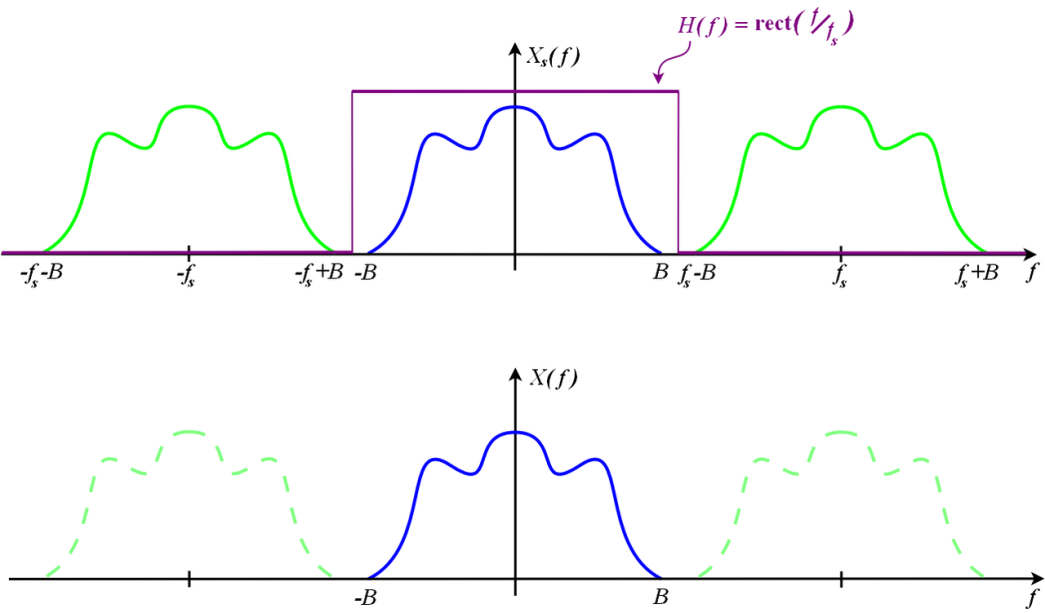 H(f) = rect(f/fs)
Xs(f)
-fs-B -fs -fs+B -B B fs-B fs fs+B f
X(f)
-B B f